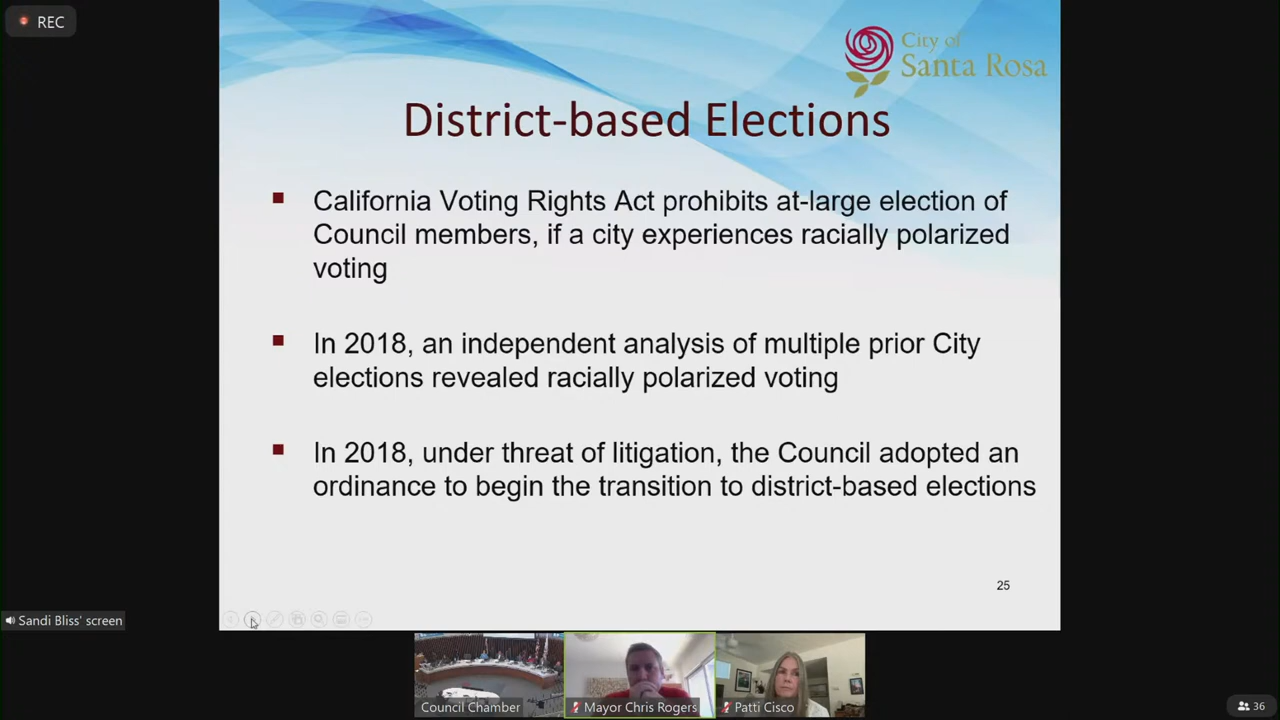 REC
City of
Santa Rosa
District-based Elections
California Voting Rights Act prohibits at-large election of
Council members, if a city experiences racially polarized
voting
In 2018, an independent analysis of multiple prior City
elections revealed racially polarized voting
In 2018, under threat of litigation, the Council adopted an
ordinance to begin the transition to district-based elections
25
Sandi Bliss' screen
Council Chamber
Mayor Chris Rogers
Patti Cisco
36